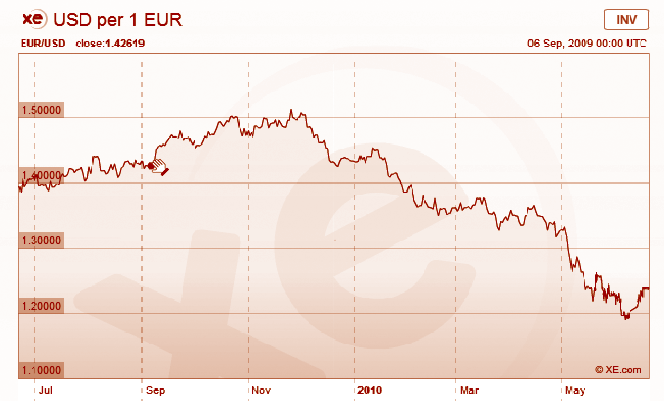 xe USD per 1 EUR
INV
EUR/USD close:1.42619
06 Sep, 2009 00:00 UTC
1.50000
1.40000
1.30000
1.20000
1.10000
© XE.com
Jul Sep Nov 2010 Mar May